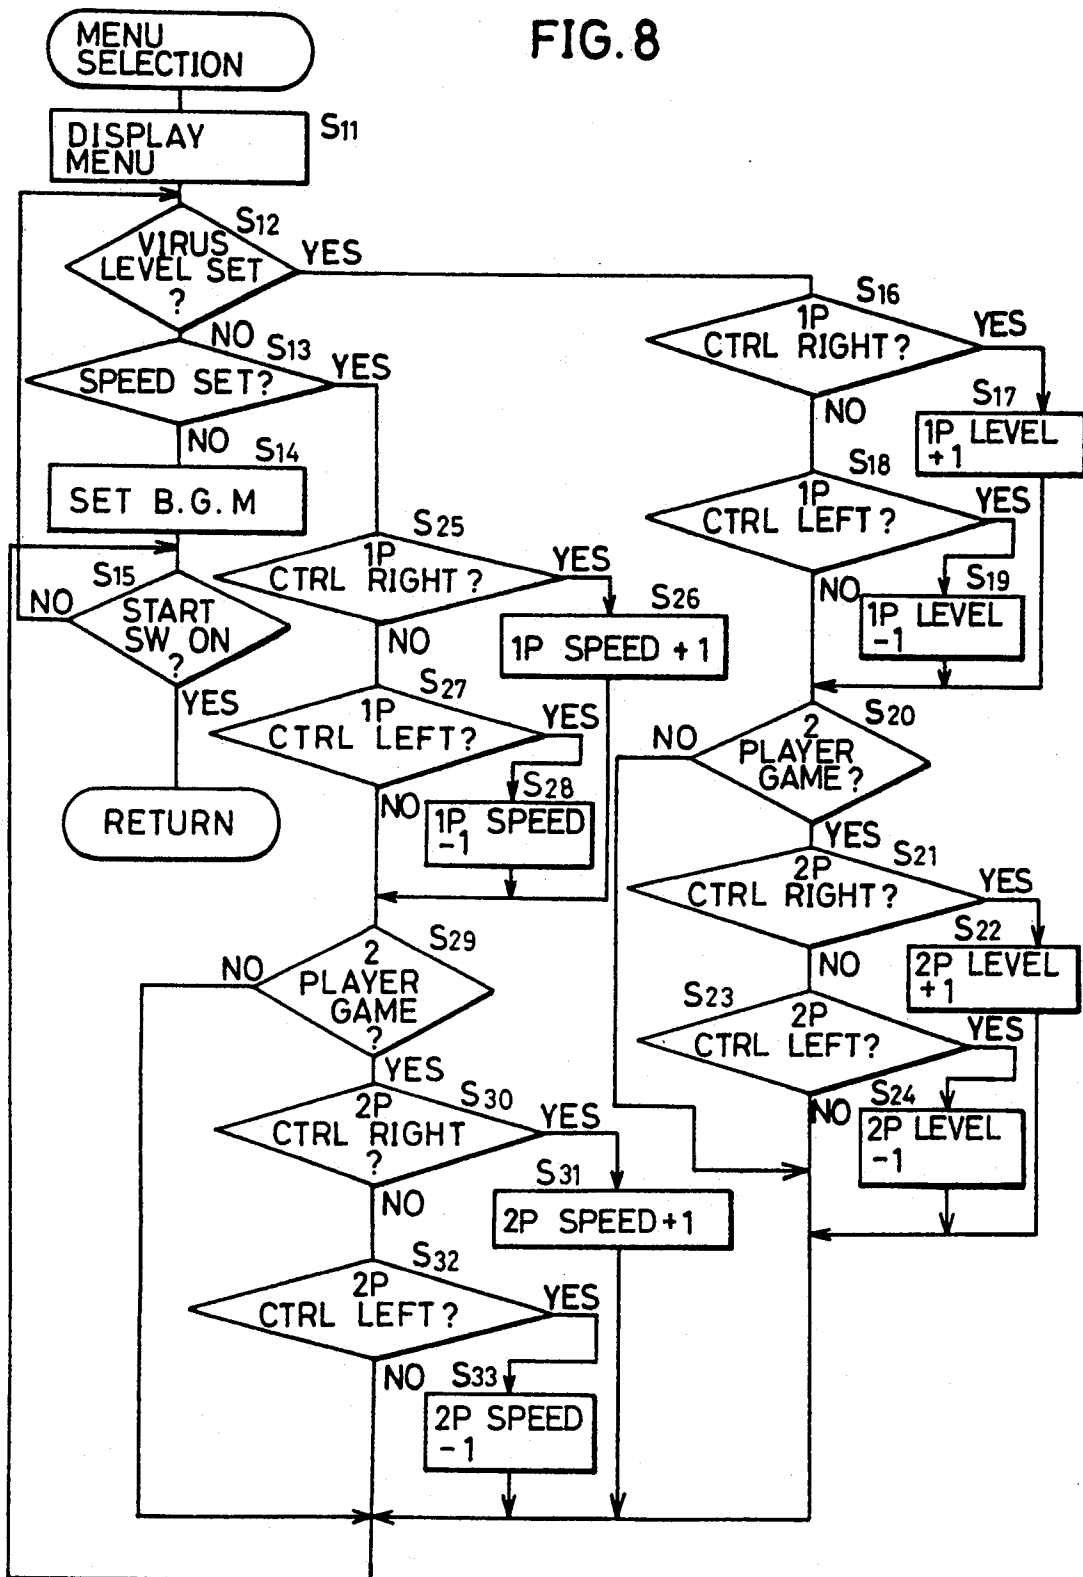 FIG. 8
MENU
SELECTION
DISPLAY
MENU
S11
S12
VIRUS
LEVEL SET
?
YES
NO
S13
SPEED SET?
YES
NO
S14
SET B.G.M
S15
START
SW ON
?
NO
YES
RETURN
S16
1P
CTRL RIGHT?
YES
NO
S17
1P LEVEL
+1
S18
1P
CTRL LEFT?
YES
NO
S19
1P LEVEL
-1
S20
2
PLAYER
GAME?
NO
YES
S21
2P
CTRL RIGHT?
YES
NO
S22
2P LEVEL
+1
S23
2P
CTRL LEFT?
YES
NO
S24
2P LEVEL
-1
S25
1P
CTRL RIGHT?
YES
NO
S26
1P SPEED +1
S27
1P
CTRL LEFT?
YES
NO
S28
1P SPEED
-1
S29
2
PLAYER
GAME
?
NO
YES
S30
2P
CTRL RIGHT
?
YES
NO
S31
2P SPEED+1
S32
2P
CTRL LEFT?
YES
NO
S33
2P SPEED
-1